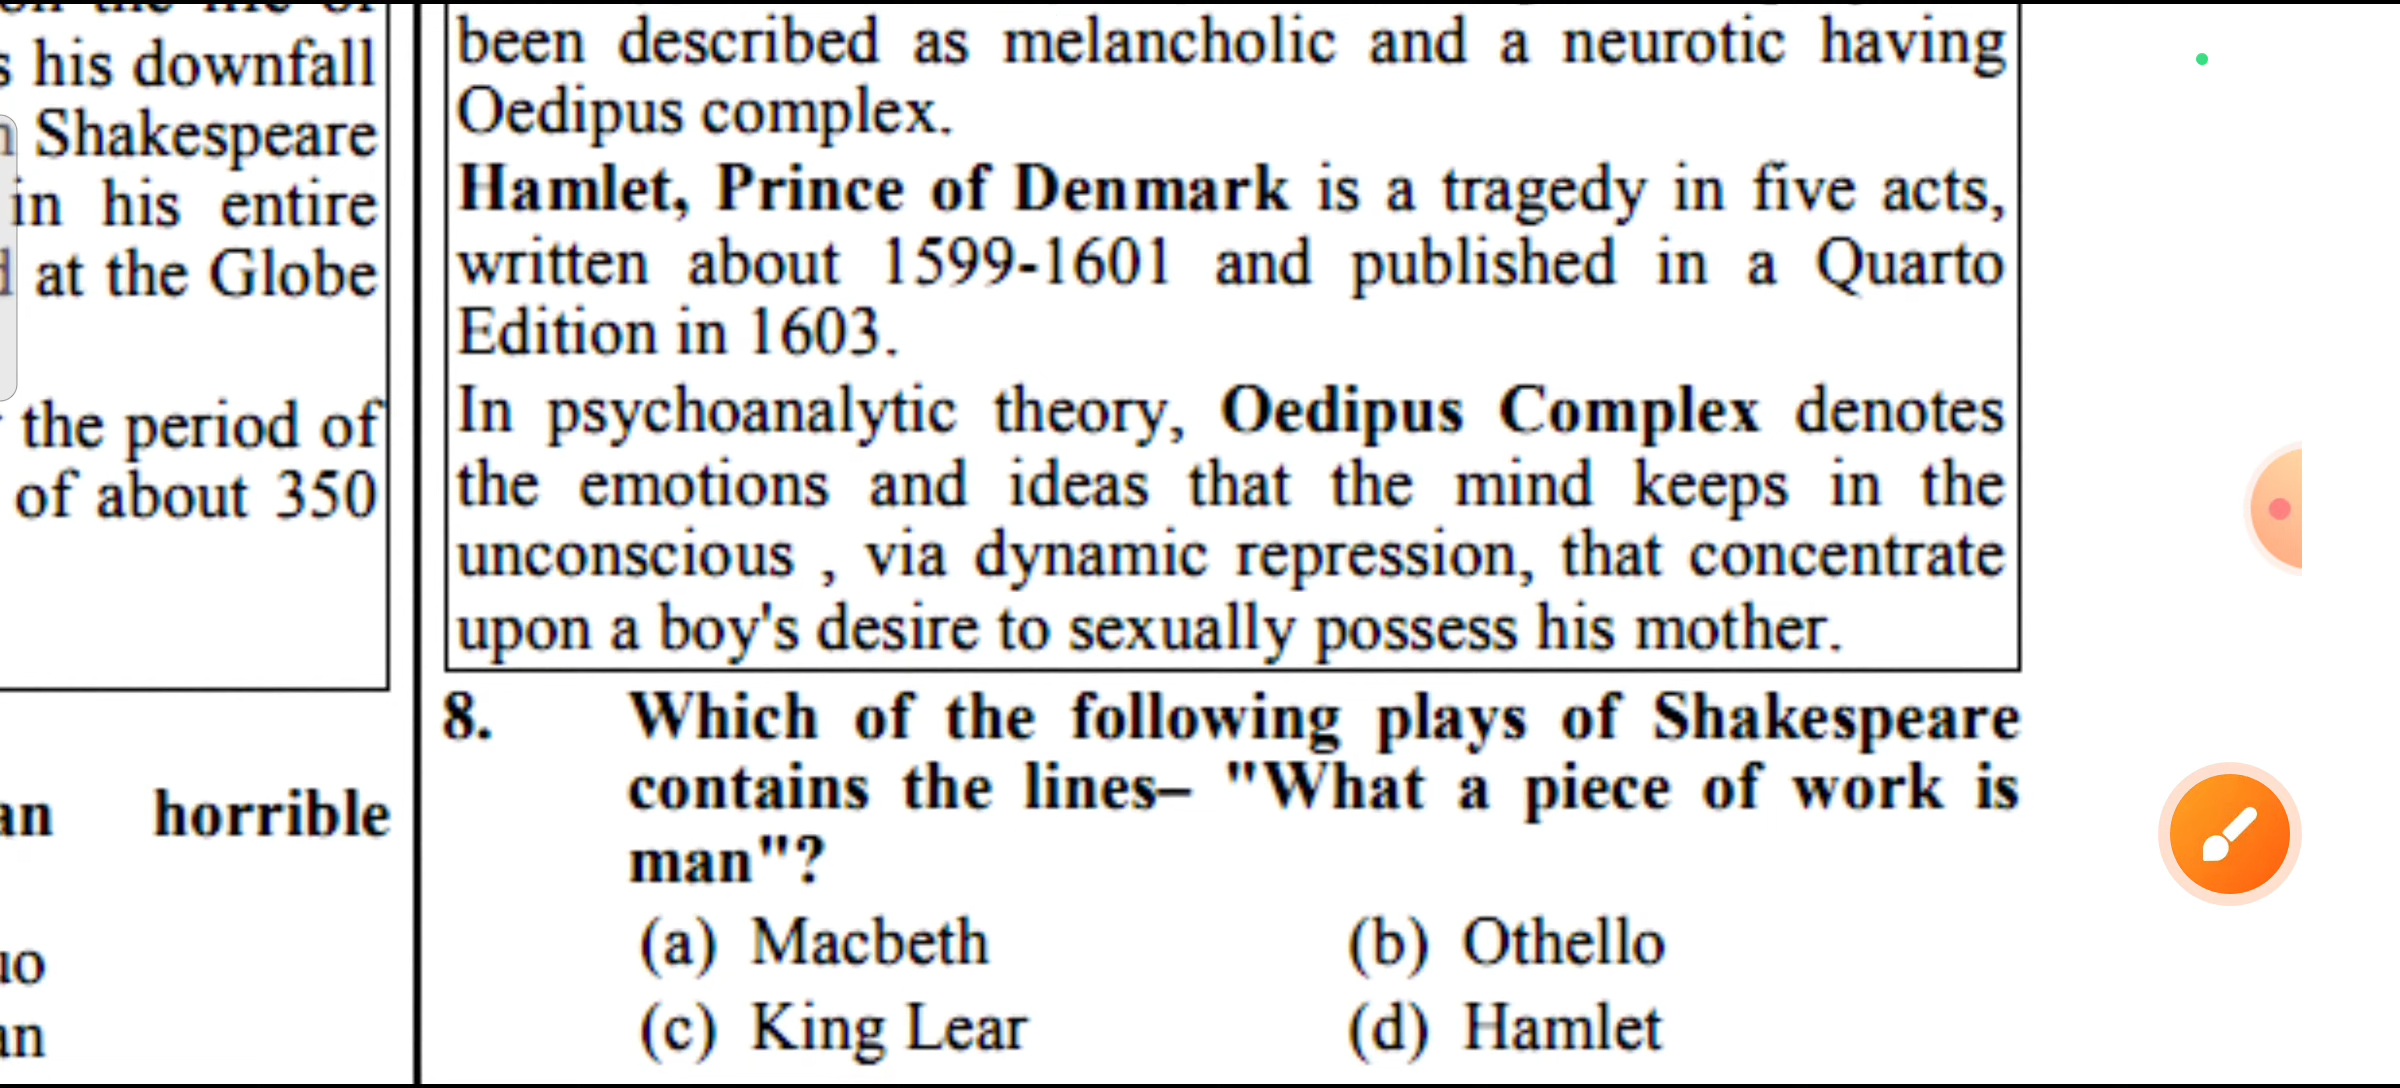 his downfall
Shakespeare
in his entire
at the Globe
the period of
of about 350
horrible
been described as melancholic and a neurotic having
Oedipus complex.
Hamlet, Prince of Denmark is a tragedy in five acts,
written about 1599-1601 and published in a Quarto
Edition in 1603.
In psychoanalytic theory, Oedipus Complex denotes
the emotions and ideas that the mind keeps in the
unconscious , via dynamic repression, that concentrate
upon a boy's desire to sexually possess his mother.
8. Which of the following plays of Shakespeare
contains the lines– "What a piece of work is
man"?
(a) Macbeth (b) Othello
(c) King Lear (d) Hamlet